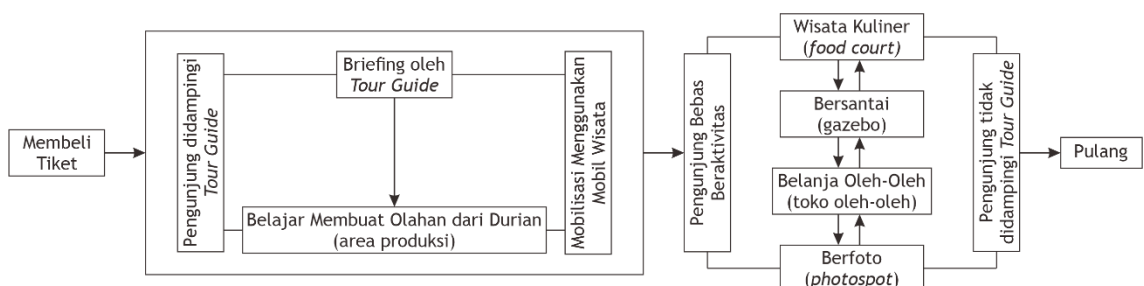 Membeli
Tiket
Pengunjung didampingi
Tour Guide
Briefing oleh
Tour Guide
Belajar Membuat Olahan dari Durian
(area produksi)
Mobilisasi Menggunakan
Mobil Wisata
Pengunjung Bebas
Beraktivitas
Wisata Kuliner
(food court)
Bersantai
(gazebo)
Belanja Oleh-Oleh
(toko oleh-oleh)
Berfoto
(photospot)
Pengunjung tidak
didampingi Tour Guide
Pulang